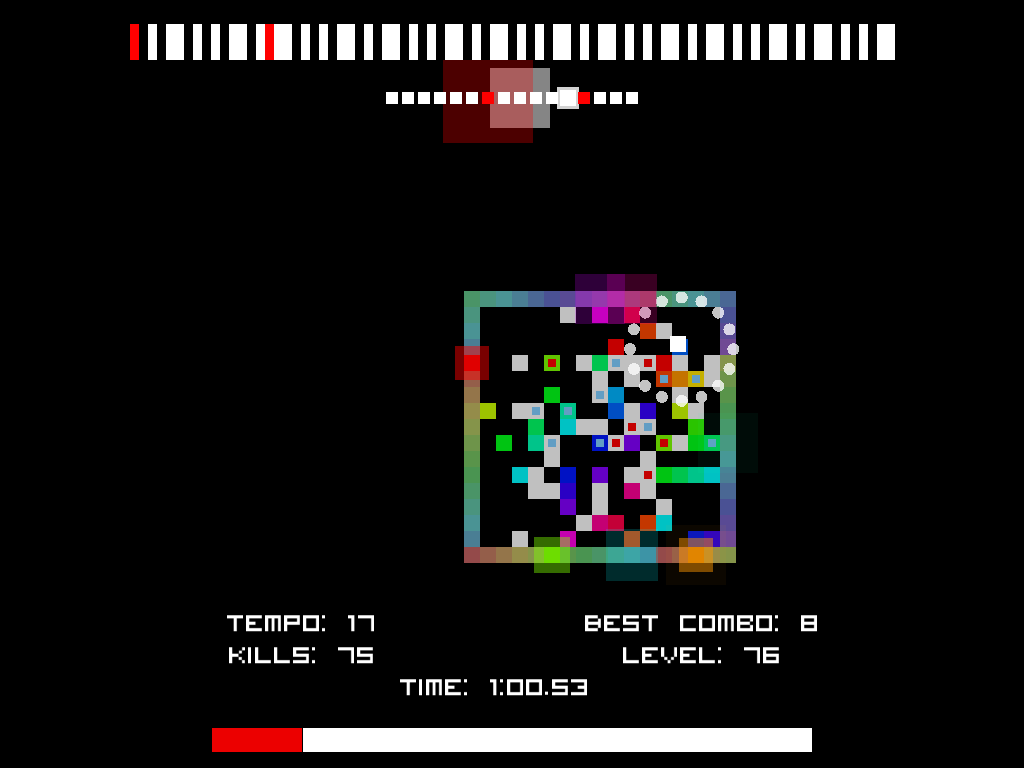 TEMPO: 17
BEST COMBO: 8
KILLS: 75
LEVEL: 76
TIME: 1:00.53